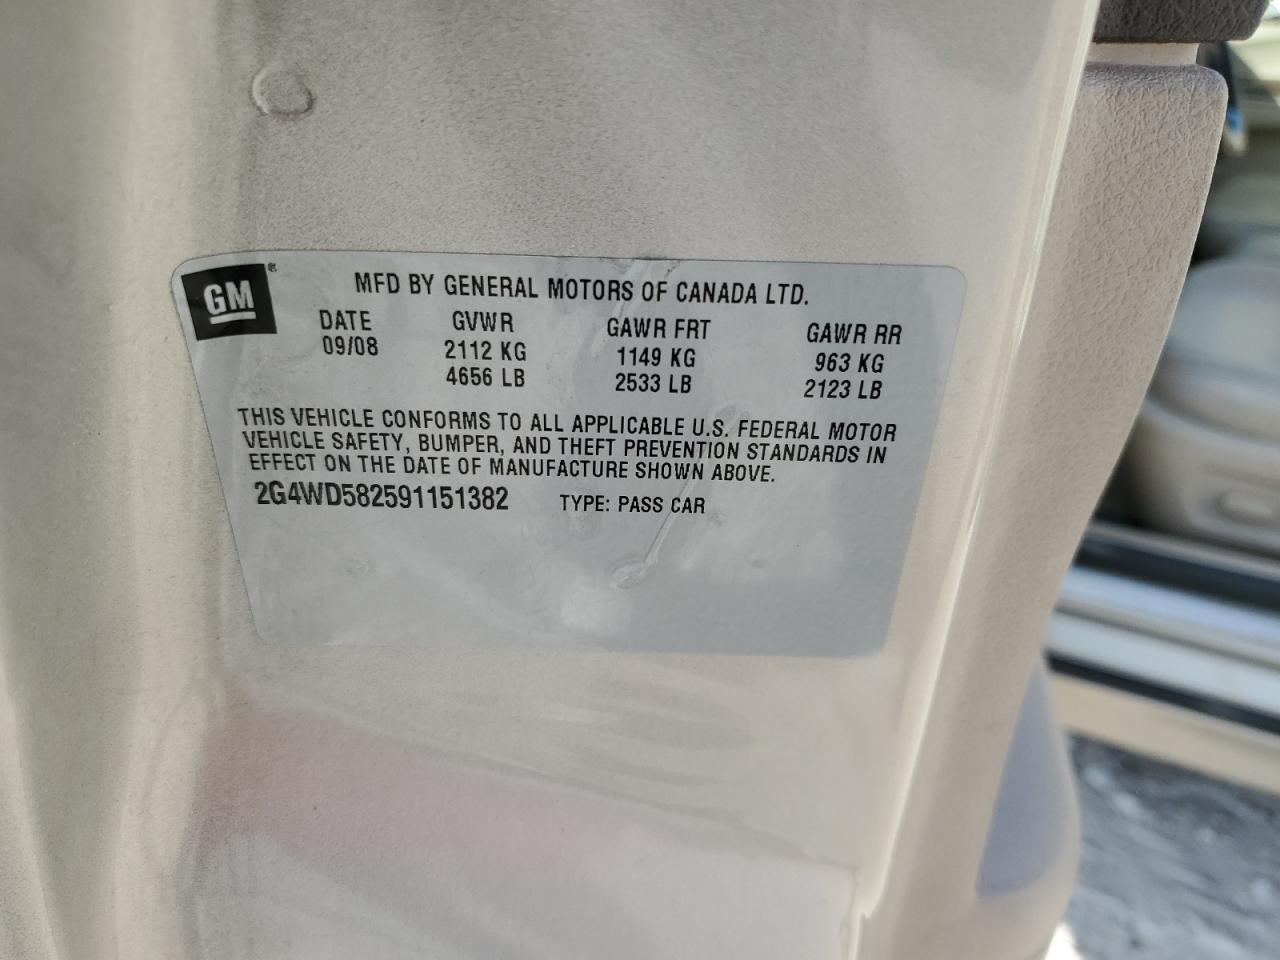 GM®
MFD BY GENERAL MOTORS OF CANADA LTD.
DATE GVWR GAWR FRT GAWR RR
09/08 2112 KG 1149 KG 963 KG
4656 LB 2533 LB 2123 LB
THIS VEHICLE CONFORMS TO ALL APPLICABLE U.S. FEDERAL MOTOR
VEHICLE SAFETY, BUMPER, AND THEFT PREVENTION STANDARDS IN
EFFECT ON THE DATE OF MANUFACTURE SHOWN ABOVE.
2G4WD582591151382 TYPE: PASS CAR